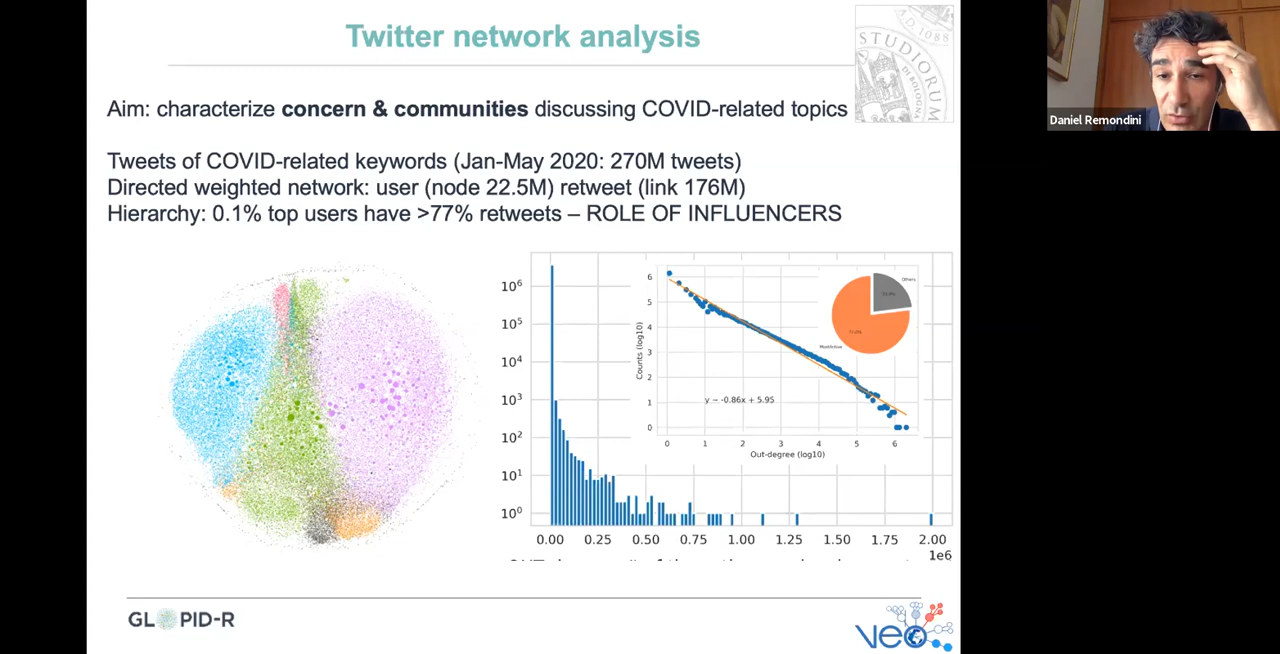 Twitter network analysis
A.D. 1088
STUDIORUM
DI BOLOGNA
Aim: characterize concern & communities discussing COVID-related topics
Tweets of COVID-related keywords (Jan-May 2020: 270M tweets)
Directed weighted network: user (node 22.5M) retweet (link 176M)
Hierarchy: 0.1% top users have >77% retweets – ROLE OF INFLUENCERS
Daniel Remondini
10⁶
10⁵
10⁴
10³
10²
10¹
10⁰
0.00 0.25 0.50 0.75 1.00 1.25 1.50 1.75 2.00
1e6
Counts (log10)
6
5
4
3
2
1
0
y ~ -0.86x + 5.95
0 1 2 3 4 5 6
Out-degree (log10)
Others
GLOPID-R
VEO